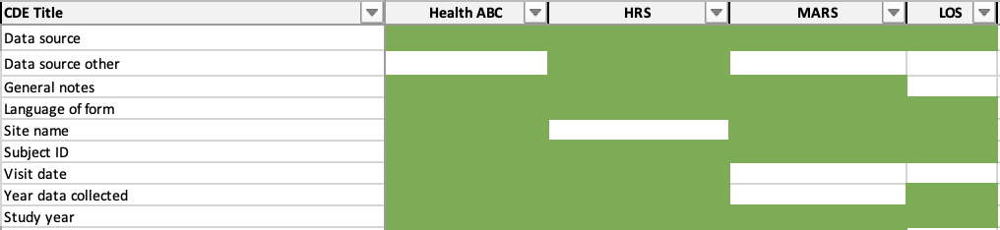 CDE Title Health ABC HRS MARS LOS
Data source
Data source other
General notes
Language of form
Site name
Subject ID
Visit date
Year data collected
Study year